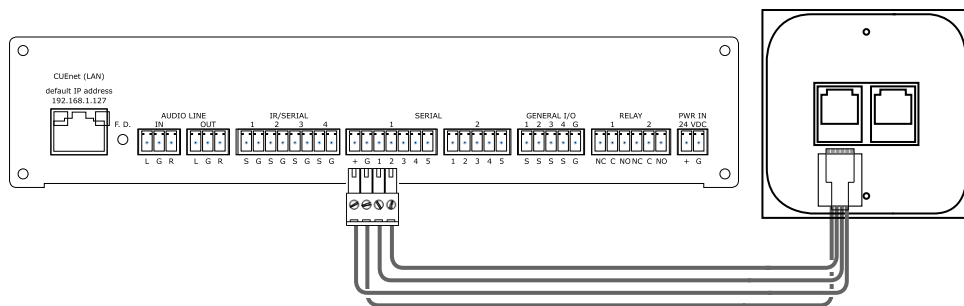 CUEnet (LAN)
default IP address
192.168.1.127
F. D.
AUDIO LINE
IN OUT
L G R L G R
IR/SERIAL
1 2 3 4
S G S G S G S G
SERIAL
1 2
+ G 1 2 3 4 5 1 2 3 4 5
GENERAL I/O
1 2 3 4 G
S S S S G
RELAY
1 2
NC C NO NC C NO
PWR IN
24 VDC
+ G